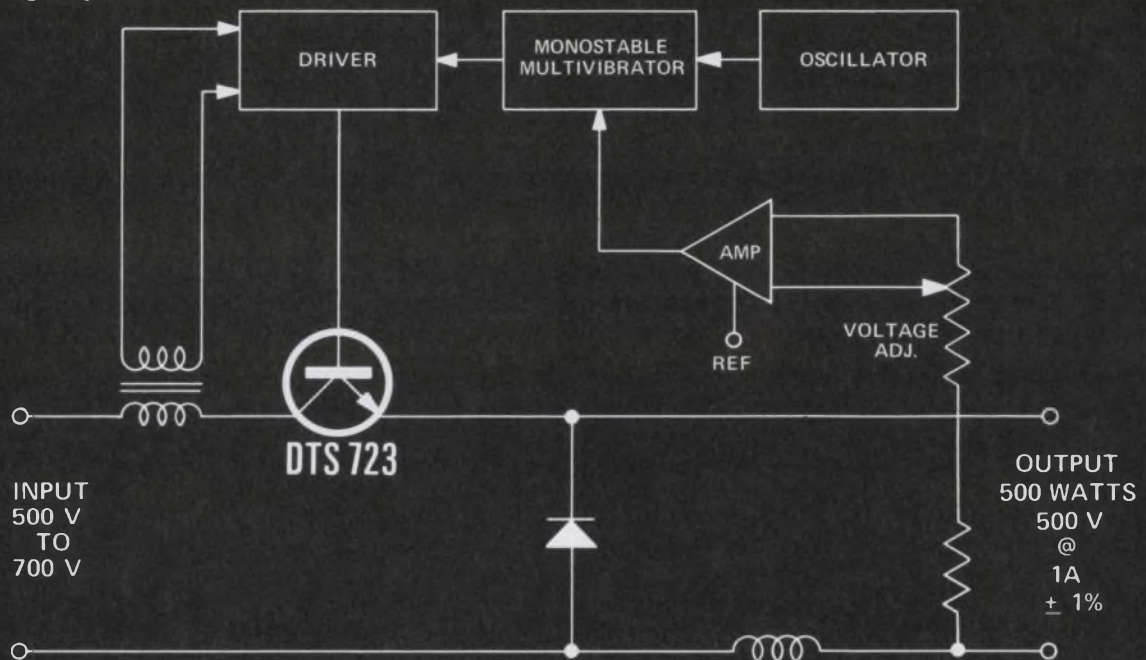 DRIVER
MONOSTABLE
MULTIVIBRATOR
OSCILLATOR
AMP
VOLTAGE
ADJ.
REF
DTS 723
INPUT
500 V
TO
700 V
OUTPUT
500 WATTS
500 V
@
1A
± 1%